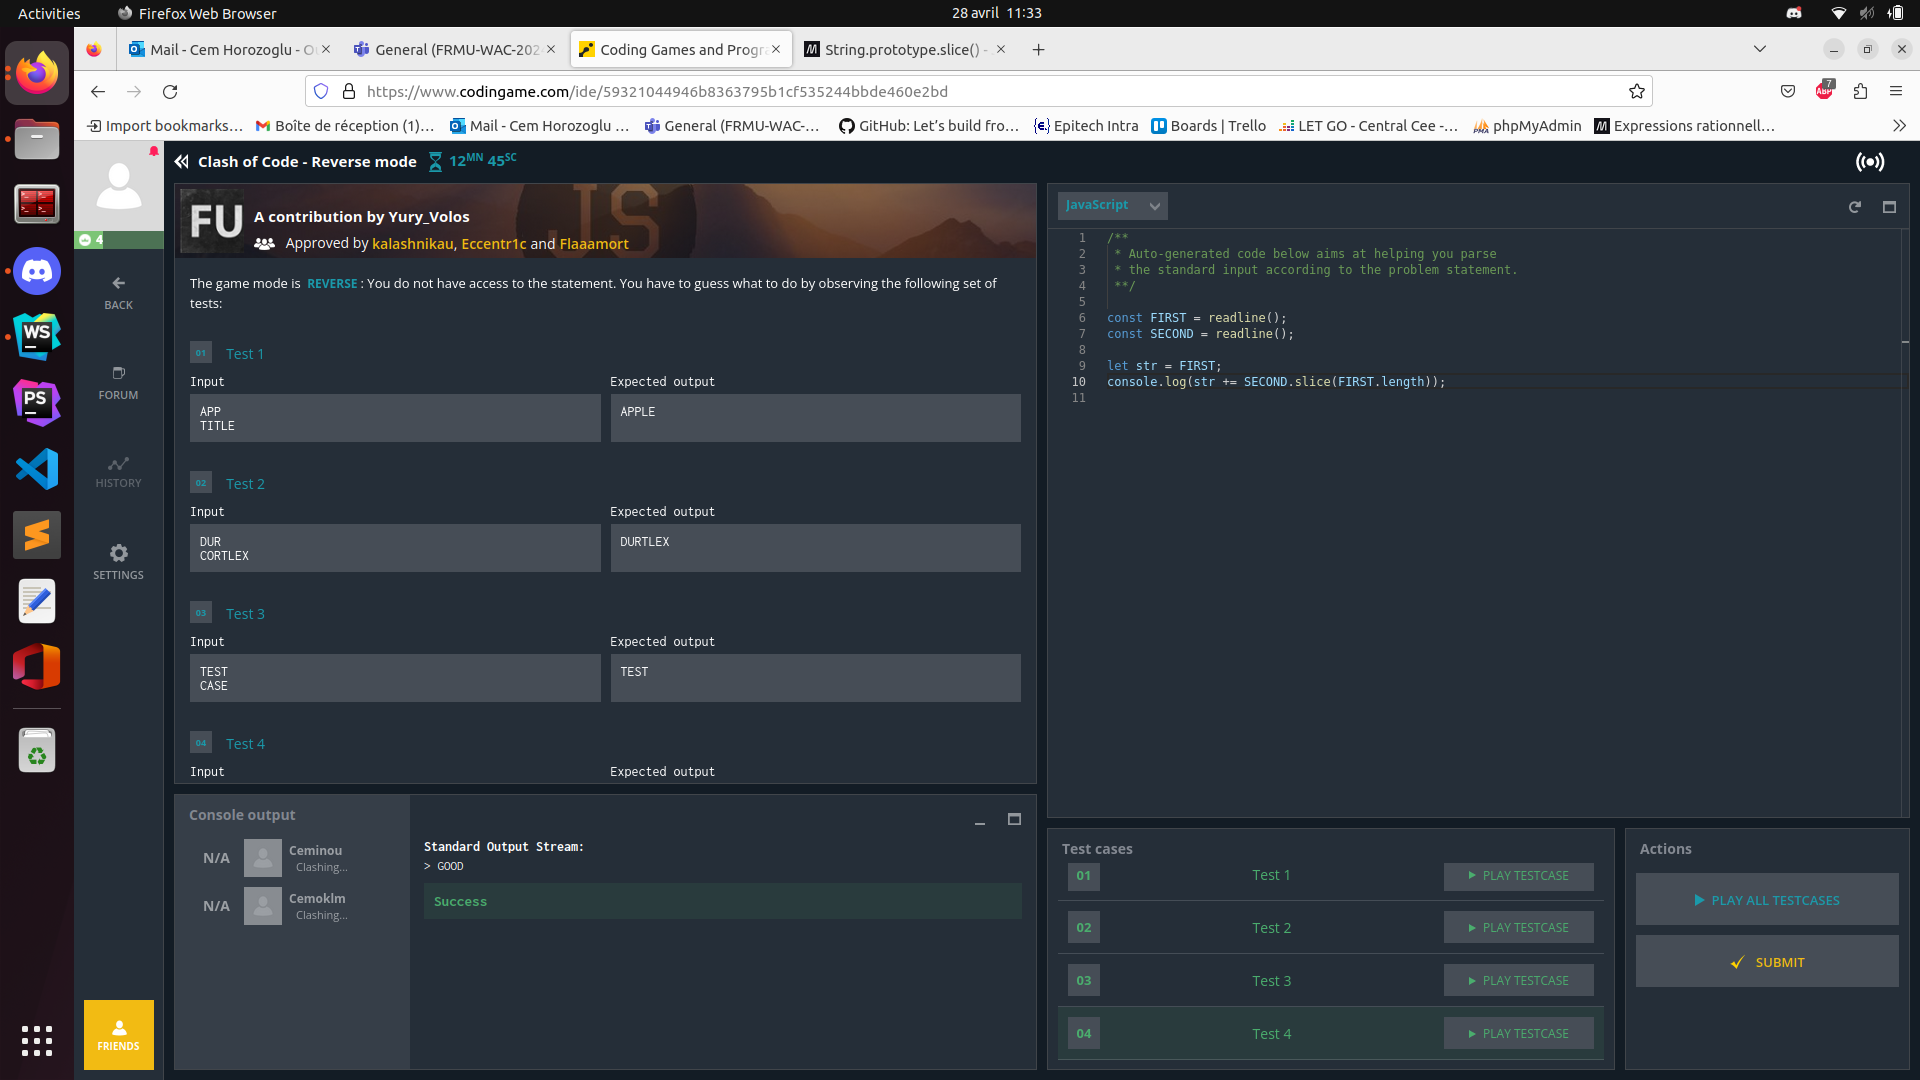 Activities
Firefox Web Browser
28 avril 11:33
Mail - Cem Horozoglu - O
General (FRMU-WAC-202
Coding Games and Progra
String.prototype.slice() -
https://www.codingame.com/ide/59321044946b8363795b1cf535244bbde460e2bd
7
ABP
Import bookmarks...
Boîte de réception (1)...
Mail - Cem Horozoglu ...
General (FRMU-WAC-...
GitHub: Let's build fro...
Epitech Intra
Boards | Trello
LET GO - Central Cee -...
phpMyAdmin
Expressions rationnell...
Clash of Code - Reverse mode
12MN 45SC
4
BACK
FORUM
HISTORY
SETTINGS
FRIENDS
WS
PS
FU
JS
A contribution by Yury_Volos
Approved by kalashnikau, Eccentr1c and Flaaamort
The game mode is REVERSE : You do not have access to the statement. You have to guess what to do by observing the following set of
tests:
01 Test 1
Input
Expected output
APP
TITLE
APPLE
02 Test 2
Input
Expected output
DUR
CORTLEX
DURTLEX
03 Test 3
Input
Expected output
TEST
CASE
TEST
04 Test 4
Input
Expected output
JavaScript
1 /**
2 * Auto-generated code below aims at helping you parse
3 * the standard input according to the problem statement.
4 **/
5
6 const FIRST = readline();
7 const SECOND = readline();
8
9 let str = FIRST;
10 console.log(str += SECOND.slice(FIRST.length));
11
Console output
N/A
Ceminou
Clashing...
N/A
Cemoklm
Clashing...
Standard Output Stream:
> GOOD
Success
Test cases
01 Test 1 PLAY TESTCASE
02 Test 2 PLAY TESTCASE
03 Test 3 PLAY TESTCASE
04 Test 4 PLAY TESTCASE
Actions
PLAY ALL TESTCASES
SUBMIT